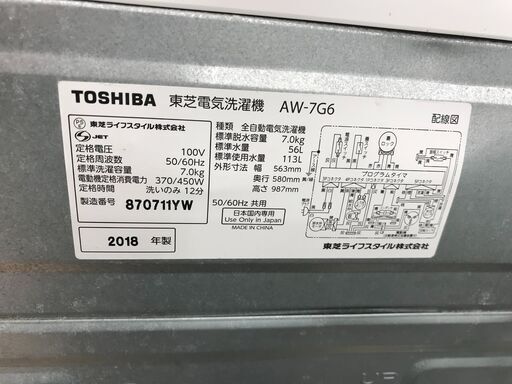 TOSHIBA 東芝電気洗濯機 AW-7G6
配線図
PS
E
JET
東芝ライフスタイル株式会社
定格電圧 100V
定格周波数 50/60Hz
標準洗濯容量 7.0kg
電動機定格消費電力 370/450W
定格時間 洗いのみ 12分
製造番号 870711YW
2018 年製
種類 全自動電気洗濯機
標準脱水容量 7.0kg
標準水量 56L
標準使用水量 113L
外形寸法 幅 563mm
奥行 580mm
高さ 987mm
50/60Hz 共用
日本国内専用
Use Only in Japan
MADE IN CHINA
プログラムタイマ
東芝ライフスタイル株式会社